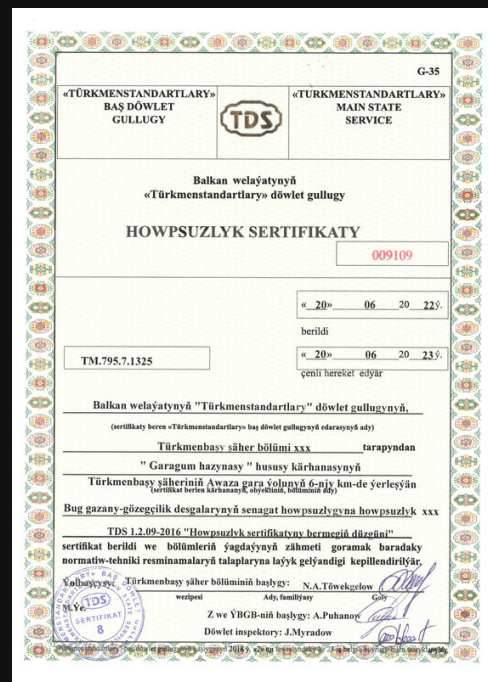 G-35
«TÜRKMENSTANDARTLARY»
BAŞ DÖWLET
GULLUGY
TDS
«TURKMENSTANDARTLARY»
MAIN STATE
SERVICE
Balkan welaýatynyň
«Türkmenstandartlary» döwlet gullugy
HOWPSUZLYK SERTIFIKATY
009109
« 20» 06 20 22ý.
berildi
TM.795.7.1325
« 20» 06 20 23ý.
çenli hereket edýär
Balkan welaýatynyň "Türkmenstandartlary" döwlet gullugynyň,
(sertifikaty beren «Türkmenstandartlary» baş döwlet gullugynyň edarasynyň ady)
Türkmenbaşy säher bölümi xxx tarapyndan
" Garagum hazynasy " hususy kärhanasynyň
Türkmenbaşy şäheriniň Awaza gara ýolunyň 6-njy km-de ýerleşýän
(sertifikat berlen kärhananyň, obýektiniň, bölüminiň ady)
Bug gazany-gözegçilik desgalarynyň senagat howpsuzlygyna howpsuzlyk xxx
TDS 1.2.09-2016 "Howpsuzlyk sertifikatyny bermegiň düzgüni"
sertifikat berildi we bölümleriň ýagdaýynyň zähmeti goramak baradaky
normatiw-tehniki resminamalaryň talaplaryna laýyk gelýandigi kepillendirilýär,
Ýolbaşçysy: Türkmenbaşy şäher bölüminiň başlygy: N.A.Töwekgelow
wezipesi Ady, familiýasy Goly
M.Ýe.
Z we ÝBGB-niň başlygy: A.Puhanow
Döwlet inspektory: J.Myradow
TDS
SERTIFIKAT
8